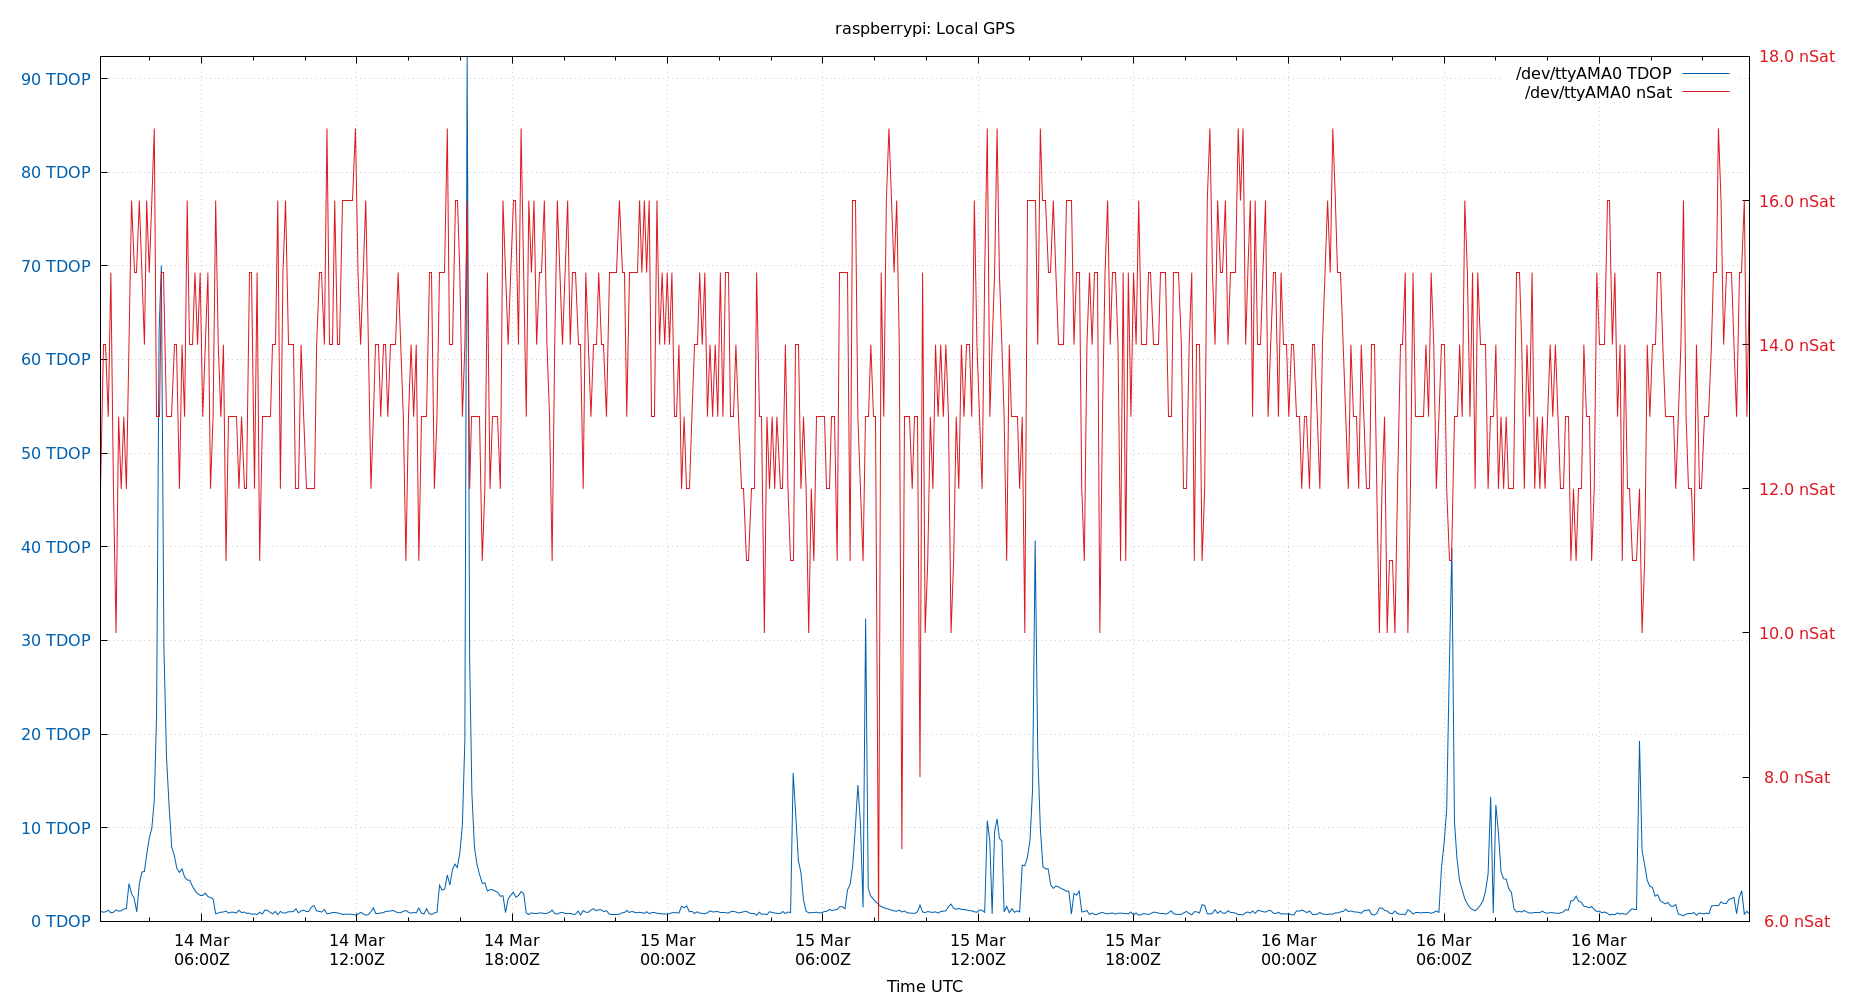 raspberrypi: Local GPS
90 TDOP
80 TDOP
70 TDOP
60 TDOP
50 TDOP
40 TDOP
30 TDOP
20 TDOP
10 TDOP
0 TDOP
18.0 nSat
16.0 nSat
14.0 nSat
12.0 nSat
10.0 nSat
8.0 nSat
6.0 nSat
/dev/ttyAMA0 TDOP
/dev/ttyAMA0 nSat
14 Mar
06:00Z
14 Mar
12:00Z
14 Mar
18:00Z
15 Mar
00:00Z
15 Mar
06:00Z
15 Mar
12:00Z
15 Mar
18:00Z
16 Mar
00:00Z
16 Mar
06:00Z
16 Mar
12:00Z
Time UTC